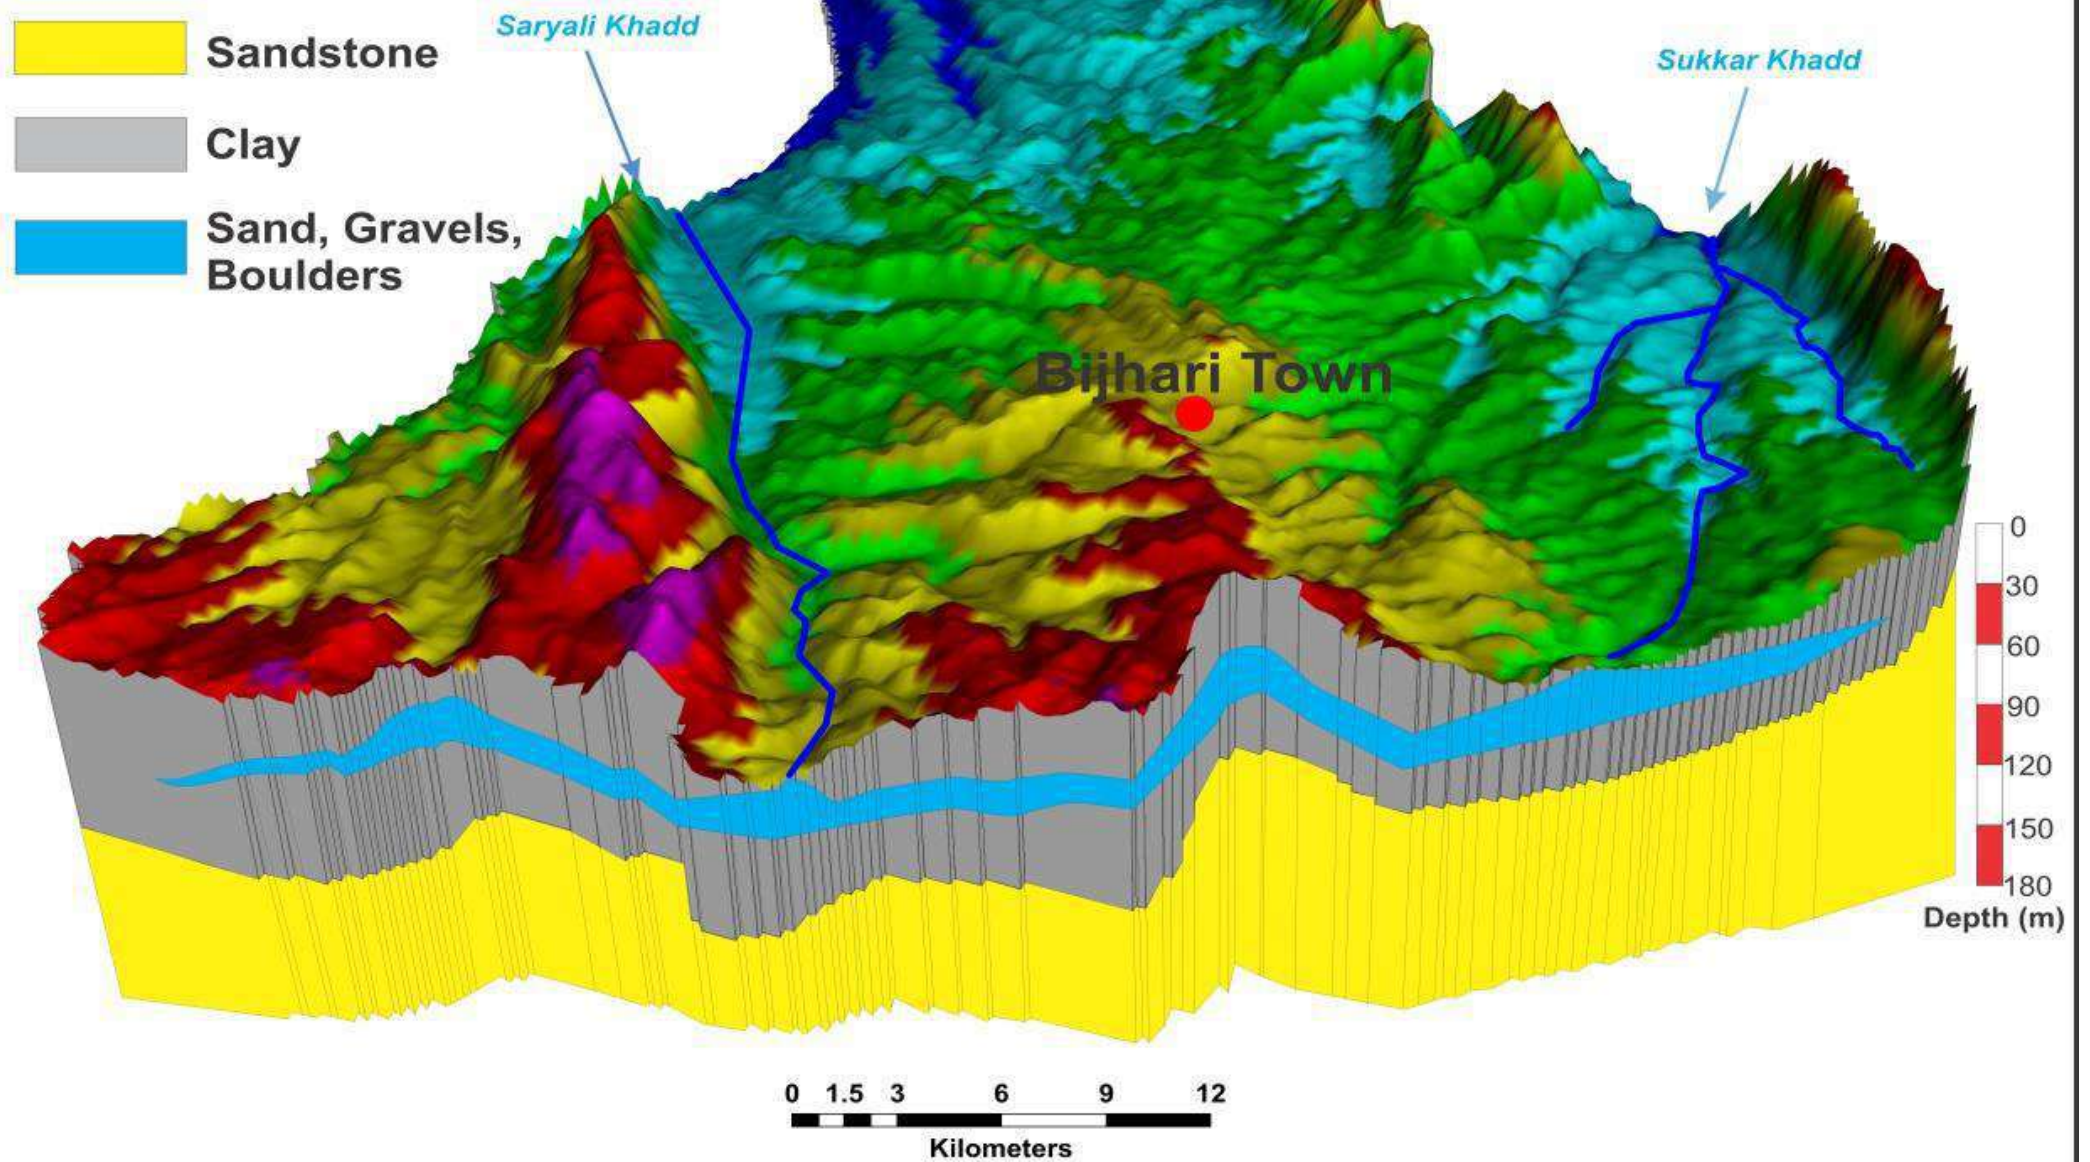 Sandstone
Clay
Sand, Gravels,
Boulders
Saryali Khadd
Sukkar Khadd
Bijhari Town
0
30
60
90
120
150
180
Depth (m)
0 1.5 3 6 9 12
Kilometers